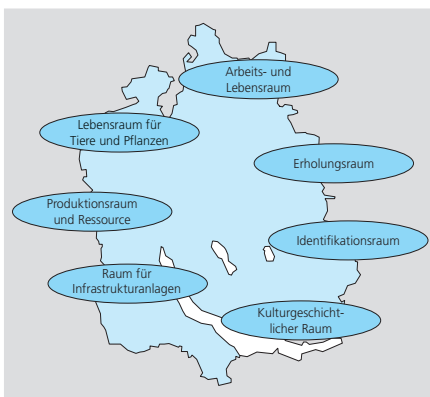 Arbeits- und
Lebensraum
Lebensraum für
Tiere und Pflanzen
Erholungsraum
Produktionsraum
und Ressource
Identifikationsraum
Raum für
Infrastrukturanlagen
Kulturgeschicht-
licher Raum